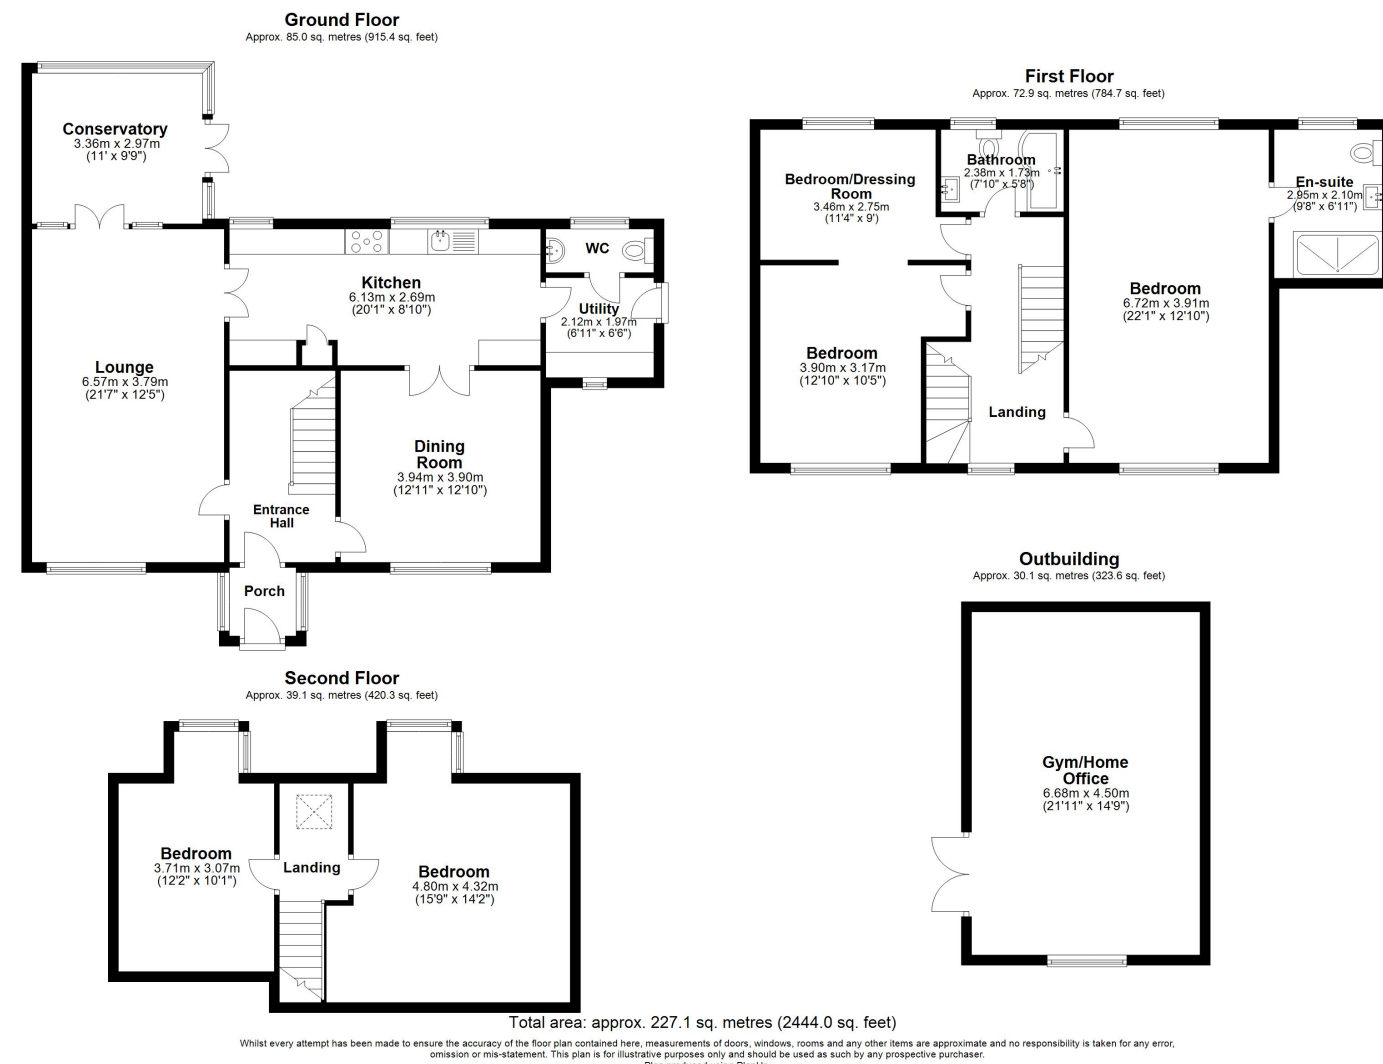 Ground Floor
Approx. 85.0 sq. metres (915.4 sq. feet)
Conservatory
3.36m x 2.97m
(11' x 9'9")
WC
Kitchen
6.13m x 2.69m
(20'1" x 8'10")
Utility
2.12m x 1.97m
(6'11" x 6'6")
Lounge
6.57m x 3.79m
(21'7" x 12'5")
Dining
Room
3.94m x 3.90m
(12'11" x 12'10")
Entrance
Hall
Porch
First Floor
Approx. 72.9 sq. metres (784.7 sq. feet)
Bedroom/Dressing
Room
3.46m x 2.75m
(11'4" x 9')
Bathroom
2.38m x 1.73m
(7'10" x 5'8")
En-suite
2.95m x 2.10m
(9'8" x 6'11")
Bedroom
6.72m x 3.91m
(22'1" x 12'10")
Bedroom
3.90m x 3.17m
(12'10" x 10'5")
Landing
Second Floor
Approx. 39.1 sq. metres (420.3 sq. feet)
Bedroom
3.71m x 3.07m
(12'2" x 10'1")
Landing
Bedroom
4.80m x 4.32m
(15'9" x 14'2")
Outbuilding
Approx. 30.1 sq. metres (323.6 sq. feet)
Gym/Home
Office
6.68m x 4.50m
(21'11" x 14'9")
Total area: approx. 227.1 sq. metres (2444.0 sq. feet)
Whilst every attempt has been made to ensure the accuracy of the floor plan contained here, measurements of doors, windows, rooms and any other items are approximate and no responsibility is taken for any error,
omission or mis-statement. This plan is for illustrative purposes only and should be used as such by any prospective purchaser.
Plan produced using PlanUp.